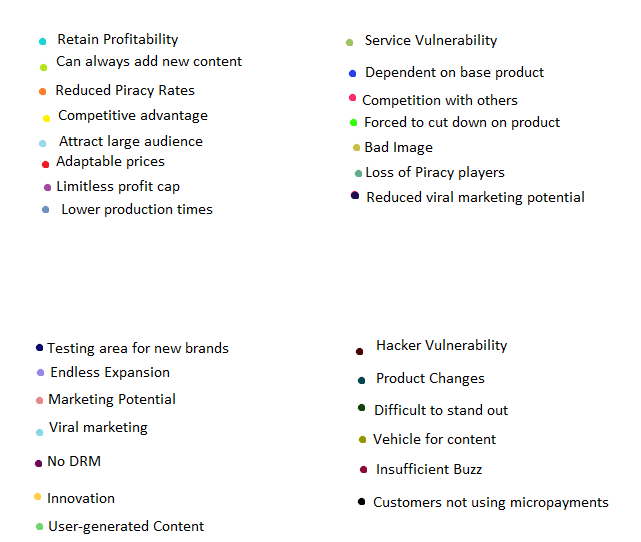 Retain Profitability
Can always add new content
Reduced Piracy Rates
Competitive advantage
Attract large audience
Adaptable prices
Limitless profit cap
Lower production times
Service Vulnerability
Dependent on base product
Competition with others
Forced to cut down on product
Bad Image
Loss of Piracy players
Reduced viral marketing potential
Testing area for new brands
Endless Expansion
Marketing Potential
Viral marketing
No DRM
Innovation
User-generated Content
Hacker Vulnerability
Product Changes
Difficult to stand out
Vehicle for content
Insufficient Buzz
Customers not using micropayments